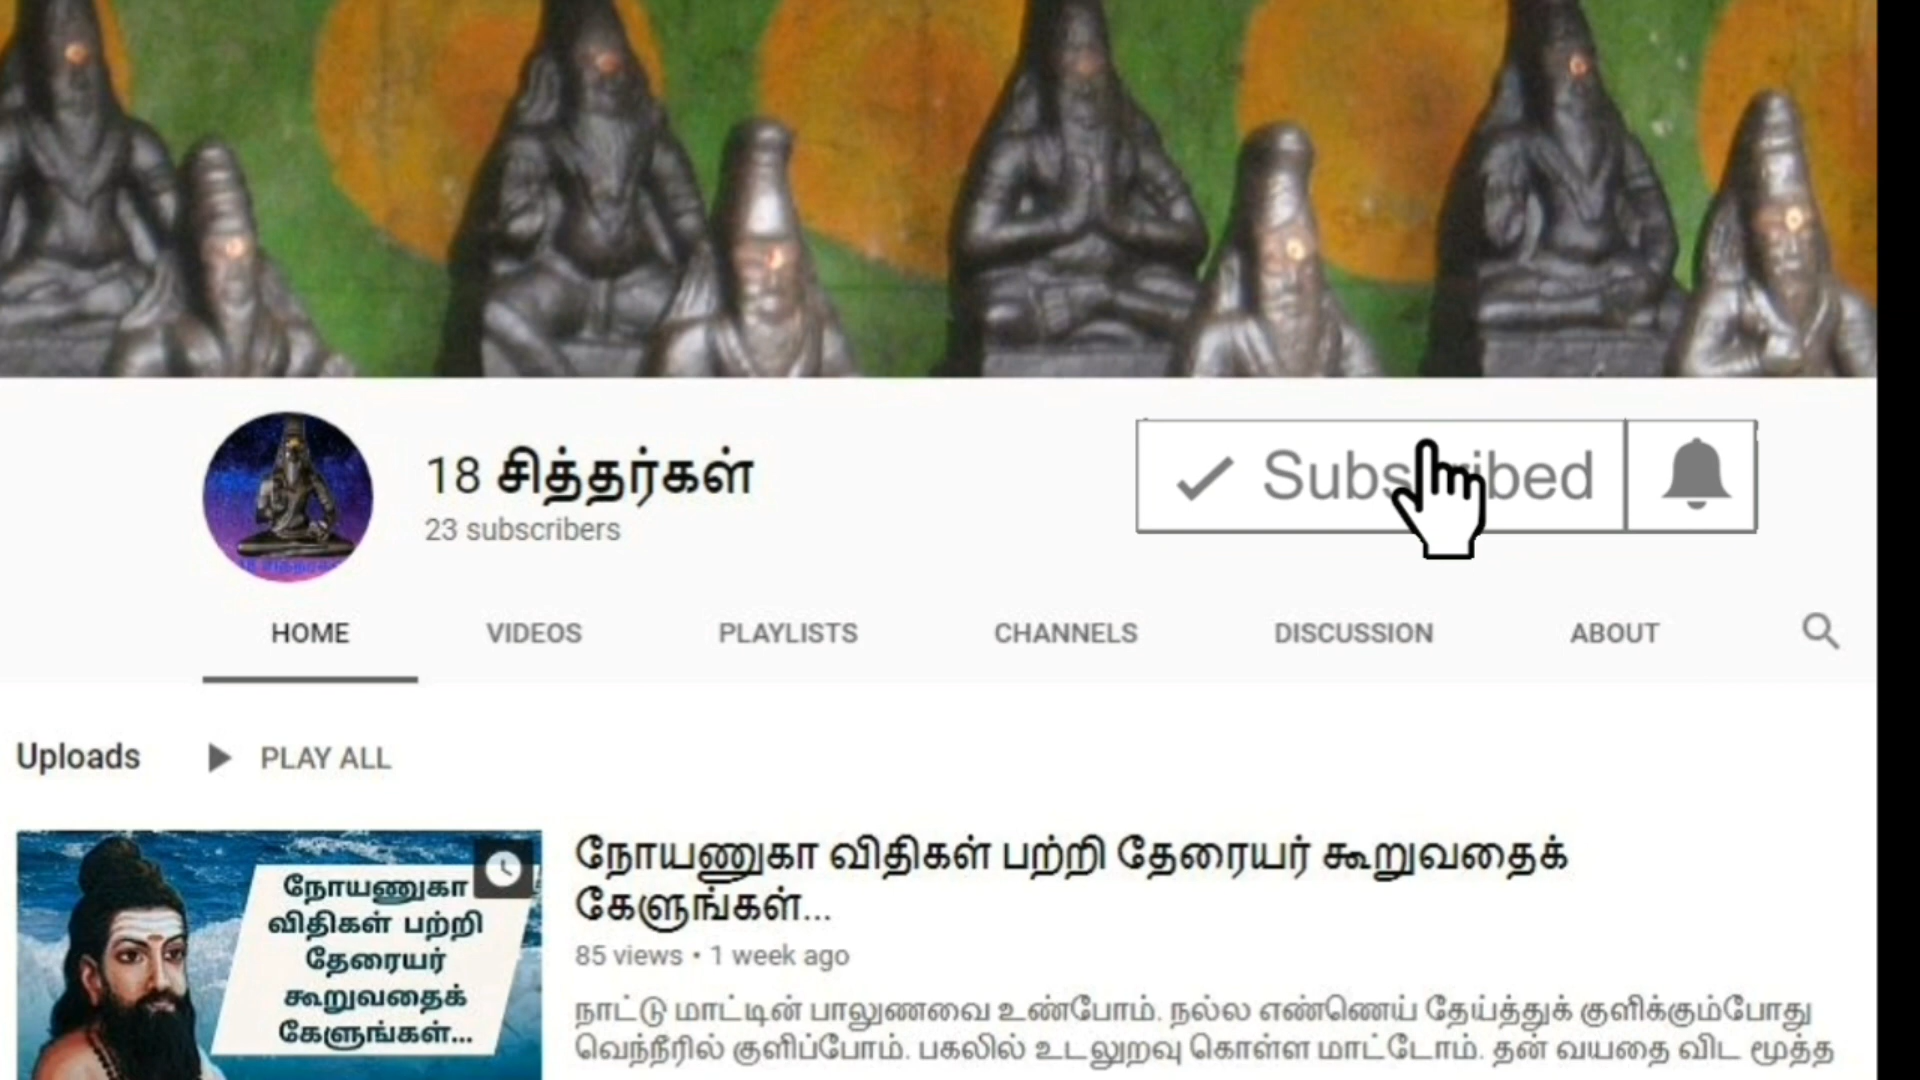 18 சித்தர்கள்
23 subscribers
Subscribed
HOME VIDEOS PLAYLISTS CHANNELS DISCUSSION ABOUT
Uploads PLAY ALL
நோயணுகா விதிகள் பற்றி தேரையர் கூறுவதைக்
கேளுங்கள்...
85 views • 1 week ago
நாட்டு மாட்டின் பாலுணவை உண்போம். நல்ல எண்ணெய் தேய்த்துக் குளிக்கும்போது
வெந்நீரில் குளிப்போம். பகலில் உடலுறவு கொள்ள மாட்டோம். தன் வயதை விட மூத்த
நோயணுகா
விதிகள் பற்றி
தேரையர்
கூறுவதைக்
கேளுங்கள்...